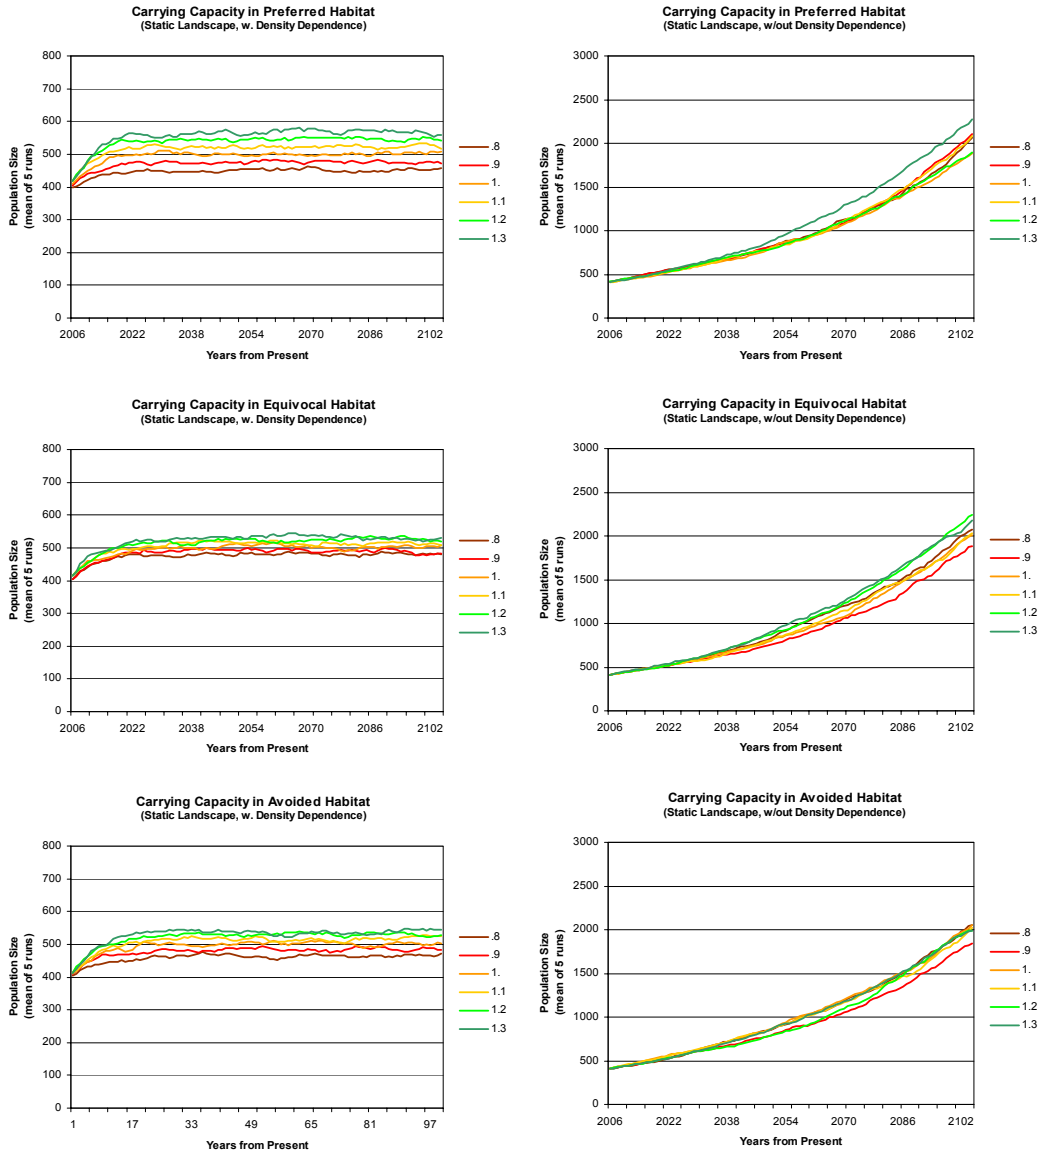 Carrying Capacity in Preferred Habitat
(Static Landscape, w. Density Dependence)
800
700
600
500
400
300
200
100
0
2006 2022 2038 2054 2070 2086 2102
Population Size
(mean of 5 runs)
Years from Present
.8
.9
1.
1.1
1.2
1.3
Carrying Capacity in Preferred Habitat
(Static Landscape, w/out Density Dependence)
3000
2500
2000
1500
1000
500
0
2006 2022 2038 2054 2070 2086 2102
Population Size
(mean of 5 runs)
Years from Present
.8
.9
1.
1.1
1.2
1.3
Carrying Capacity in Equivocal Habitat
(Static Landscape, w. Density Dependence)
800
700
600
500
400
300
200
100
0
2006 2022 2038 2054 2070 2086 2102
Population Size
(mean of 5 runs)
Years from Present
.8
.9
1.
1.1
1.2
1.3
Carrying Capacity in Equivocal Habitat
(Static Landscape, w/out Density Dependence)
3000
2500
2000
1500
1000
500
0
2006 2022 2038 2054 2070 2086 2102
Population Size
(mean of 5 runs)
Years from Present
.8
.9
1.
1.1
1.2
1.3
Carrying Capacity in Avoided Habitat
(Static Landscape, w. Density Dependence)
800
700
600
500
400
300
200
100
0
1 17 33 49 65 81 97
Population Size
(mean of 5 runs)
Years from Present
.8
.9
1.
1.1
1.2
1.3
Carrying Capacity in Avoided Habitat
(Static Landscape, w/out Density Dependence)
3000
2500
2000
1500
1000
500
0
2006 2022 2038 2054 2070 2086 2102
Population Size
(mean of 5 runs)
Years from Present
.8
.9
1.
1.1
1.2
1.3